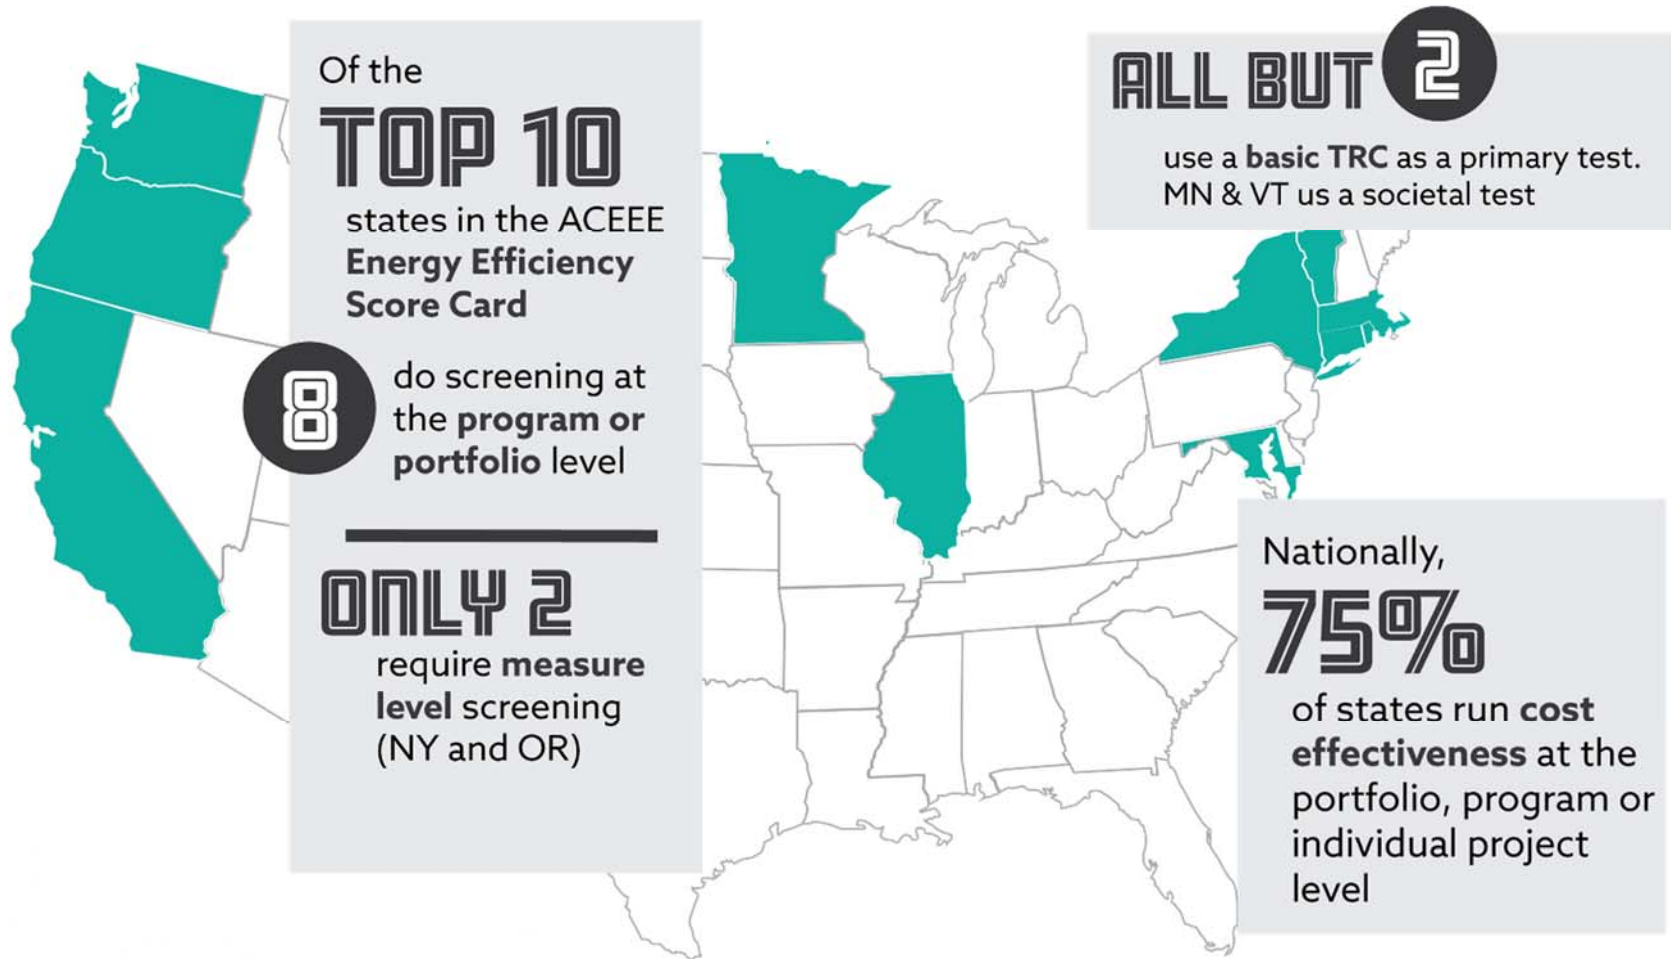 Of the
TOP 10
states in the ACEEE
Energy Efficiency
Score Card
8
do screening at
the program or
portfolio level
ONLY 2
require measure
level screening
(NY and OR)
ALL BUT 2
use a basic TRC as a primary test.
MN & VT us a societal test
Nationally,
75%
of states run cost
effectiveness at the
portfolio, program or
individual project
level